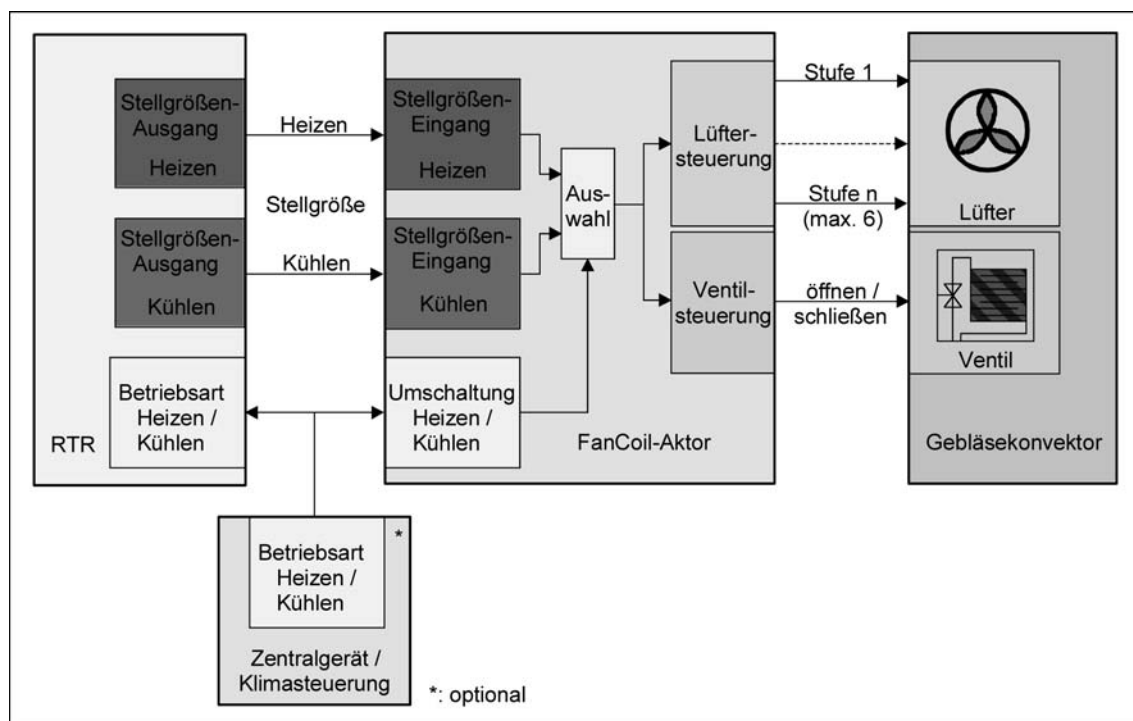 Stellgrößen-
Ausgang
Heizen
Stellgrößen-
Ausgang
Kühlen
Betriebsart
Heizen /
Kühlen
RTR
Heizen
Stellgröße
Kühlen
Stellgrößen-
Eingang
Heizen
Stellgrößen-
Eingang
Kühlen
Umschaltung
Heizen /
Kühlen
Aus-
wahl
Lüfter-
steuerung
Ventil-
steuerung
FanCoil-Aktor
Stufe 1
Stufe n
(max. 6)
öffnen /
schließen
Lüfter
Ventil
Gebläsekonvektor
*
Betriebsart
Heizen /
Kühlen
Zentralgerät /
Klimasteuerung
*: optional